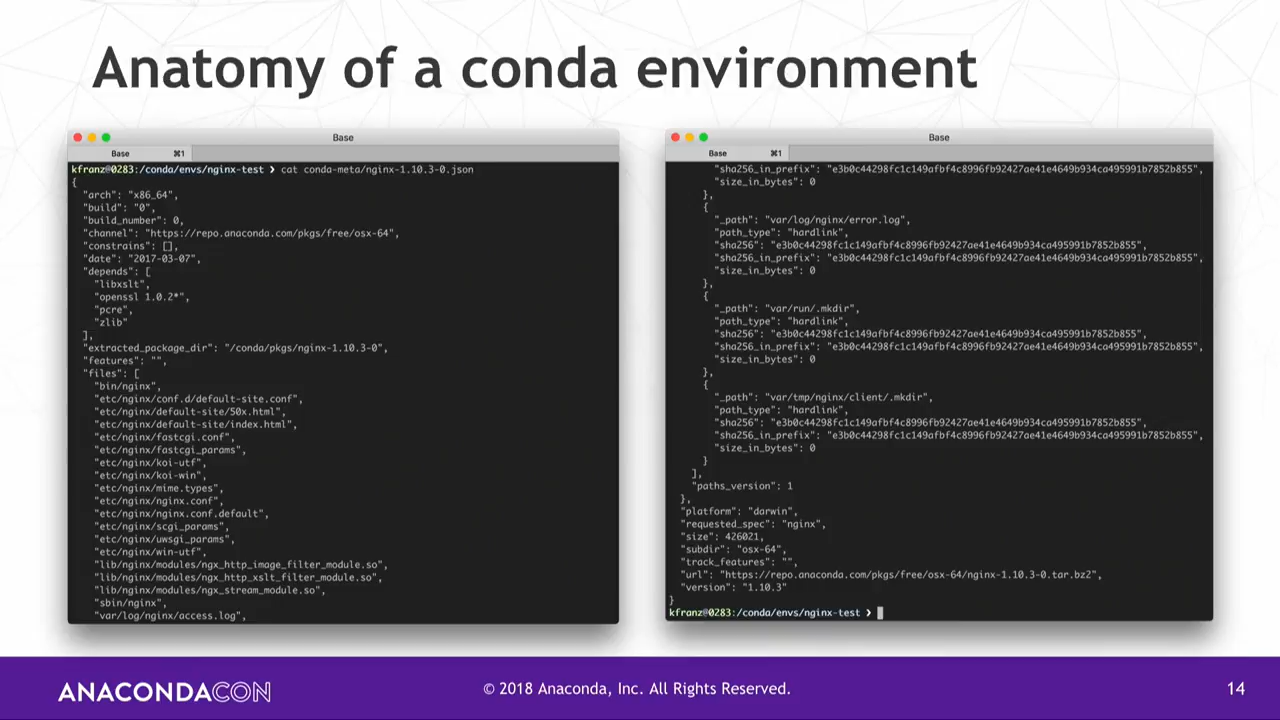 Anatomy of a conda environment
Base
Base ⌘1
kfranz@0283:/conda/envs/nginx-test ❯ cat conda-meta/nginx-1.10.3-0.json
{
"arch": "x86_64",
"build": "0",
"build_number": 0,
"channel": "https://repo.anaconda.com/pkgs/free/osx-64",
"constrains": [],
"date": "2017-03-07",
"depends": [
"libxslt",
"openssl 1.0.2*",
"pcre",
"zlib"
],
"extracted_package_dir": "/conda/pkgs/nginx-1.10.3-0",
"features": "",
"files": [
"bin/nginx",
"etc/nginx/conf.d/default-site.conf",
"etc/nginx/default-site/50x.html",
"etc/nginx/default-site/index.html",
"etc/nginx/fastcgi.conf",
"etc/nginx/fastcgi_params",
"etc/nginx/koi-utf",
"etc/nginx/koi-win",
"etc/nginx/mime.types",
"etc/nginx/nginx.conf",
"etc/nginx/nginx.conf.default",
"etc/nginx/scgi_params",
"etc/nginx/uwsgi_params",
"etc/nginx/win-utf",
"lib/nginx/modules/ngx_http_image_filter_module.so",
"lib/nginx/modules/ngx_http_xslt_filter_module.so",
"lib/nginx/modules/ngx_stream_module.so",
"sbin/nginx",
"var/log/nginx/access.log",
Base
Base ⌘1
"sha256_in_prefix": "e3b0c44298fc1c149afbf4c8996fb92427ae41e4649b934ca495991b7852b855",
"size_in_bytes": 0
},
{
"_path": "var/log/nginx/error.log",
"path_type": "hardlink",
"sha256": "e3b0c44298fc1c149afbf4c8996fb92427ae41e4649b934ca495991b7852b855",
"sha256_in_prefix": "e3b0c44298fc1c149afbf4c8996fb92427ae41e4649b934ca495991b7852b855",
"size_in_bytes": 0
},
{
"_path": "var/run/.mkdir",
"path_type": "hardlink",
"sha256": "e3b0c44298fc1c149afbf4c8996fb92427ae41e4649b934ca495991b7852b855",
"sha256_in_prefix": "e3b0c44298fc1c149afbf4c8996fb92427ae41e4649b934ca495991b7852b855",
"size_in_bytes": 0
},
{
"_path": "var/tmp/nginx/client/.mkdir",
"path_type": "hardlink",
"sha256": "e3b0c44298fc1c149afbf4c8996fb92427ae41e4649b934ca495991b7852b855",
"sha256_in_prefix": "e3b0c44298fc1c149afbf4c8996fb92427ae41e4649b934ca495991b7852b855",
"size_in_bytes": 0
}
],
"paths_version": 1
},
"platform": "darwin",
"requested_spec": "nginx",
"size": 426021,
"subdir": "osx-64",
"track_features": "",
"url": "https://repo.anaconda.com/pkgs/free/osx-64/nginx-1.10.3-0.tar.bz2",
"version": "1.10.3"
}
kfranz@0283:/conda/envs/nginx-test ❯
ANACONDACON
© 2018 Anaconda, Inc. All Rights Reserved.
14